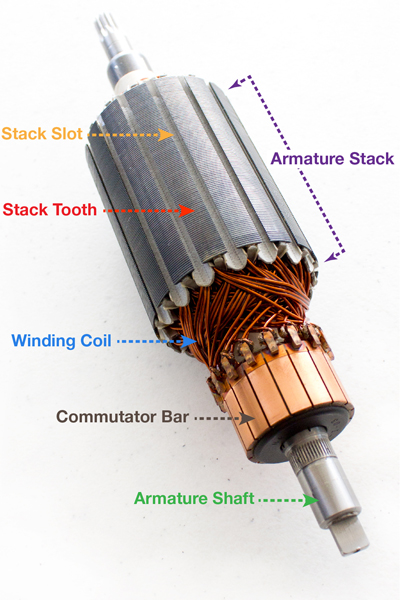 Stack Slot
Armature Stack
Stack Tooth
Winding Coil
Commutator Bar
Armature Shaft